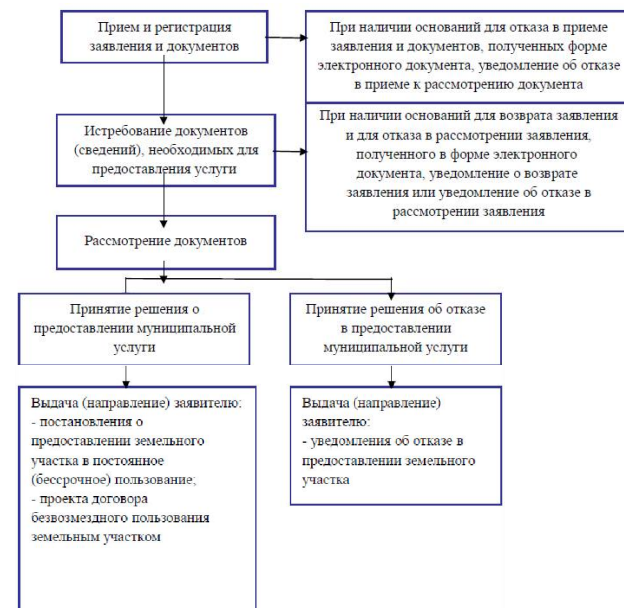 Прием и регистрация
заявления и документов
При наличии оснований для отказа в приеме
заявления и документов, полученных форме
электронного документа, уведомление об отказе
в приеме к рассмотрению документа
Истребование документов
(сведений), необходимых для
предоставления услуги
При наличии оснований для возврата заявления
и для отказа в рассмотрении заявления,
полученного в форме электронного
документа, уведомление о возврате
заявления или уведомление об отказе в
рассмотрении заявления
Рассмотрение документов
Принятие решения о
предоставлении муниципальной
услуги
Принятие решения об отказе
в предоставлении
муниципальной услуги
Выдача (направление) заявителю:
- постановления о
предоставлении земельного
участка в постоянное
(бессрочное) пользование;
- проекта договора
безвозмездного пользования
земельным участком
Выдача (направление)
заявителю:
- уведомления об отказе в
предоставлении земельного
участка